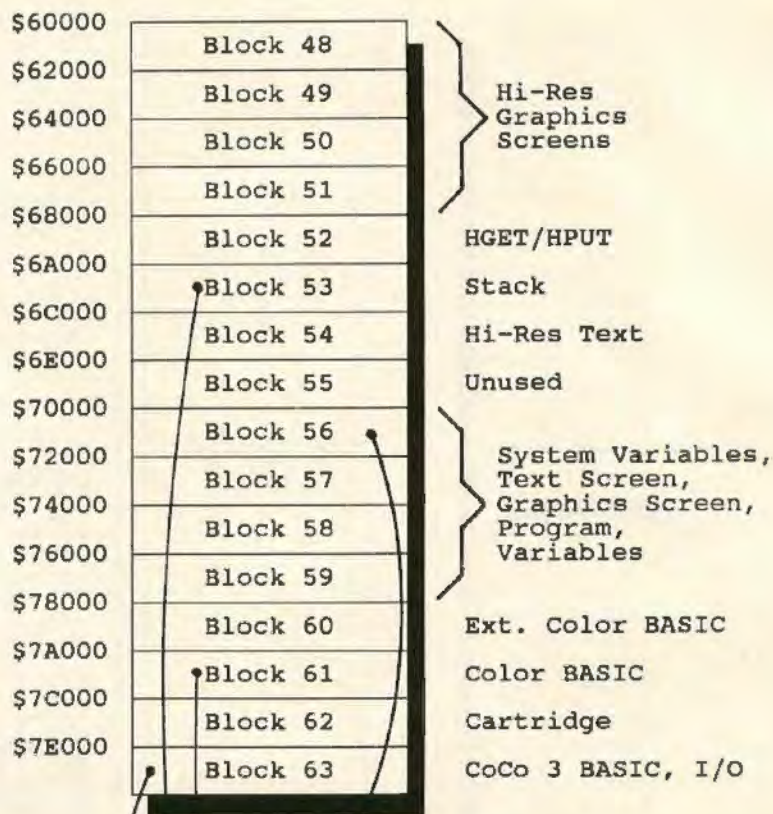 $60000
Block 48
$62000
Block 49
$64000
Block 50
$66000
Block 51
$68000
Hi-Res
Graphics
Screens
Block 52 HGET/HPUT
$6A000
Block 53 Stack
$6C000
Block 54 Hi-Res Text
$6E000
Block 55 Unused
$70000
Block 56
$72000
Block 57
$74000
Block 58
$76000
Block 59
$78000
System Variables,
Text Screen,
Graphics Screen,
Program,
Variables
Block 60 Ext. Color BASIC
$7A000
Block 61 Color BASIC
$7C000
Block 62 Cartridge
$7E000
Block 63 CoCo 3 BASIC, I/O